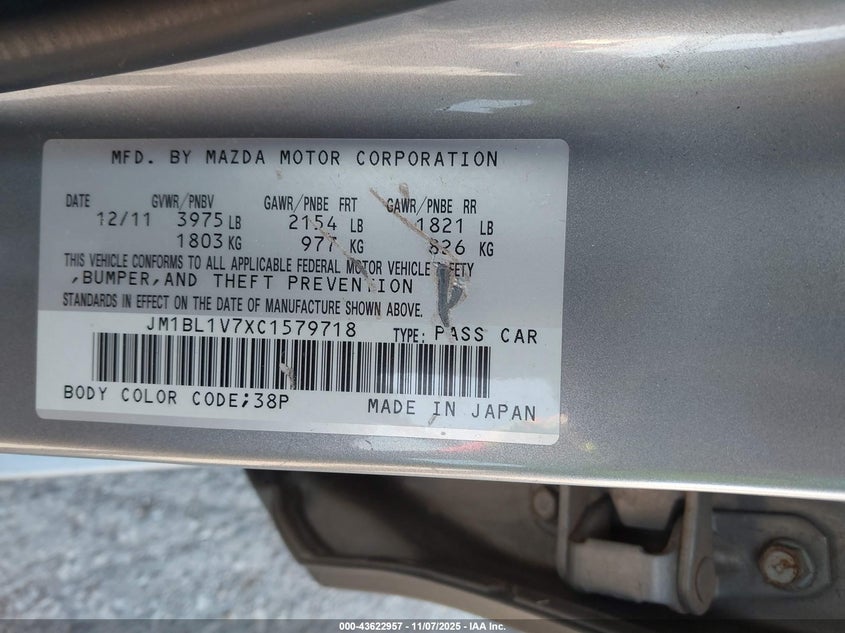 MFD. BY MAZDA MOTOR CORPORATION
DATE GVWR/PNBV GAWR/PNBE FRT GAWR/PNBE RR
12/11 3975 LB 2154 LB 1821 LB
1803 KG 977 KG 826 KG
THIS VEHICLE CONFORMS TO ALL APPLICABLE FEDERAL MOTOR VEHICLE SAFETY
,BUMPER,AND THEFT PREVENTION
STANDARDS IN EFFECT ON THE DATE OF MANUFACTURE SHOWN ABOVE.
JM1BL1V7XC1579718 TYPE: PASS CAR
BODY COLOR CODE;38P MADE IN JAPAN
000-43622957 - 11/07/2025 - IAA Inc.